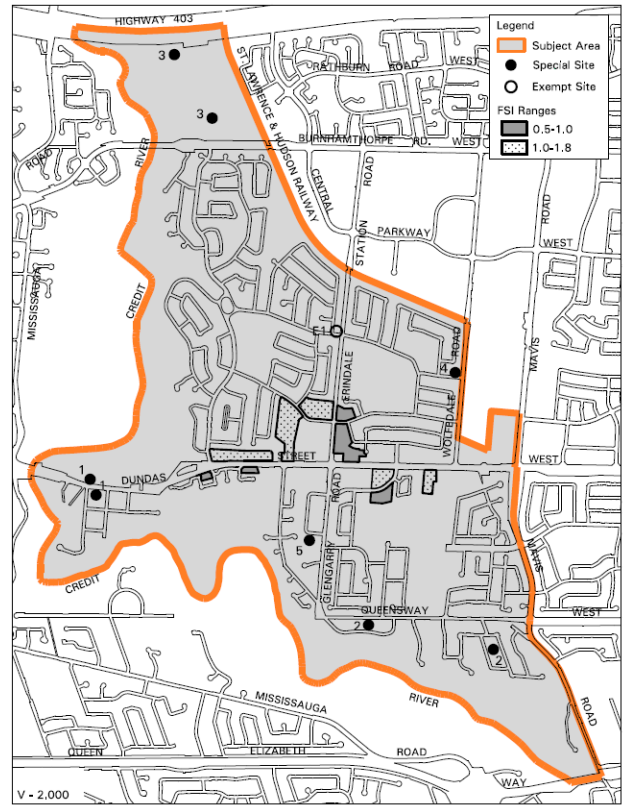 HIGHWAY 403
Legend
Subject Area
Special Site
Exempt Site
FSI Ranges
0.5-1.0
1.0-1.8
3
ST. LAWRENCE & HUDSON RAILWAY
RATHBURN ROAD WEST
3
BURNHAMTHORPE RD. WEST
ROAD
RIVER
CENTRAL
PARKWAY
WEST
ROAD
STATION
ERINDALE
ROAD
MAVIS
MISSISSAUGA
CREDIT
E1
4
ROAD
WOLFEDALE
STREET
WEST
DUNDAS
1
1
ROAD
GLENGARRY
5
MAVIS
CREDIT
QUEENSWAY
WEST
2
2
RIVER
ROAD
MISSISSAUGA
QUEEN ELIZABETH ROAD
WAY
V - 2,000